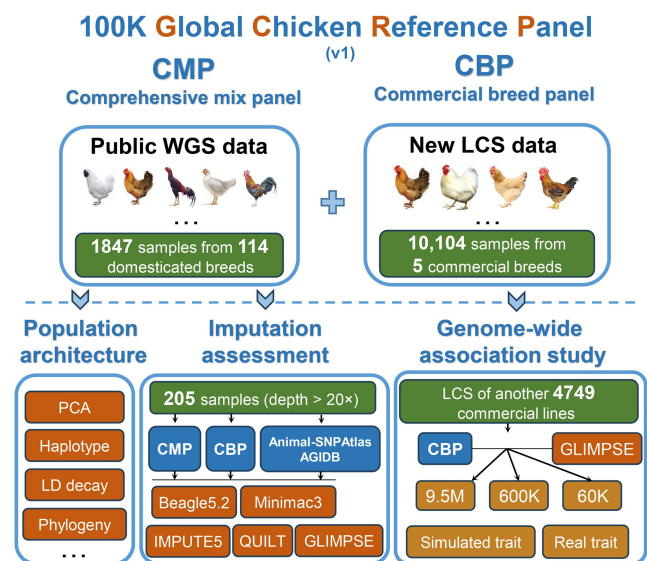 100K Global Chicken Reference Panel
(v1)
CMP
Comprehensive mix panel
CBP
Commercial breed panel
Public WGS data
...
1847 samples from 114
domesticated breeds
+
New LCS data
...
10,104 samples from
5 commercial breeds
Population
architecture
PCA
Haplotype
LD decay
Phylogeny
...
Imputation
assessment
205 samples (depth > 20×)
CMP
CBP
Animal-SNPAtlas
AGIDB
Beagle5.2
Minimac3
IMPUTE5
QUILT
GLIMPSE
Genome-wide
association study
LCS of another 4749
commercial lines
CBP
GLIMPSE
9.5M
600K
60K
Simulated trait
Real trait